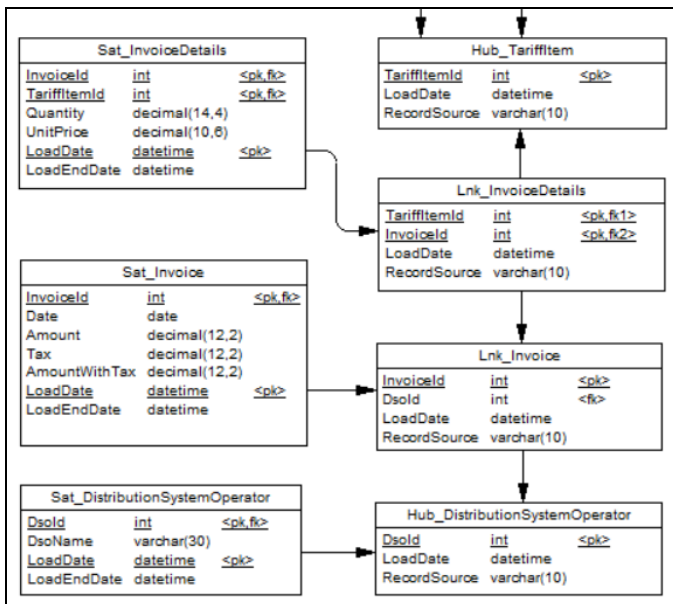 Sat_InvoiceDetails
InvoiceId int <pk,fk>
TariffItemId int <pk,fk>
Quantity decimal(14,4)
UnitPrice decimal(10,6)
LoadDate datetime <pk>
LoadEndDate datetime
Hub_TariffItem
TariffItemId int <pk>
LoadDate datetime
RecordSource varchar(10)
Lnk_InvoiceDetails
TariffItemId int <pk,fk1>
InvoiceId int <pk,fk2>
LoadDate datetime
RecordSource varchar(10)
Sat_Invoice
InvoiceId int <pk,fk>
Date date
Amount decimal(12,2)
Tax decimal(12,2)
AmountWithTax decimal(12,2)
LoadDate datetime <pk>
LoadEndDate datetime
Lnk_Invoice
InvoiceId int <pk>
DsoId int <fk>
LoadDate datetime
RecordSource varchar(10)
Sat_DistributionSystemOperator
DsoId int <pk,fk>
DsoName varchar(30)
LoadDate datetime <pk>
LoadEndDate datetime
Hub_DistributionSystemOperator
DsoId int <pk>
LoadDate datetime
RecordSource varchar(10)